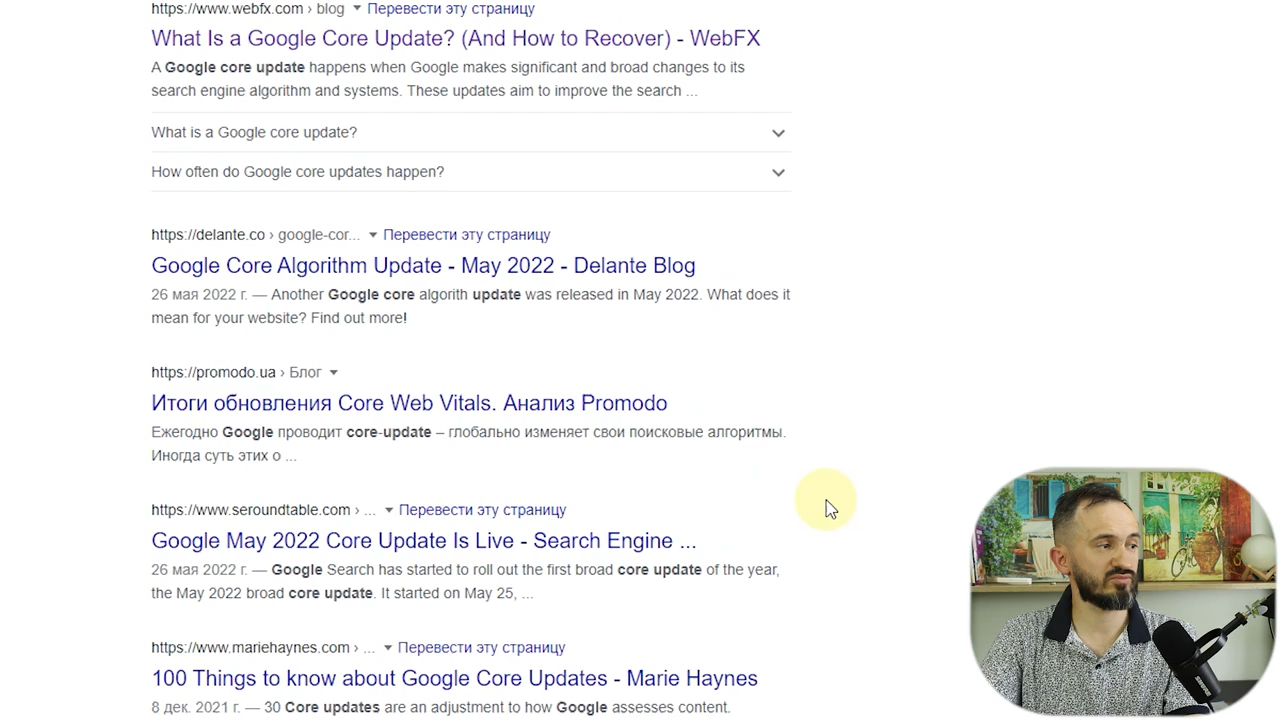 https://www.webfx.com › blog Перевести эту страницу
What Is a Google Core Update? (And How to Recover) - WebFX
A Google core update happens when Google makes significant and broad changes to its
search engine algorithm and systems. These updates aim to improve the search ...
What is a Google core update?
How often do Google core updates happen?
https://delante.co › google-cor... Перевести эту страницу
Google Core Algorithm Update - May 2022 - Delante Blog
26 мая 2022 г. — Another Google core algorith update was released in May 2022. What does it
mean for your website? Find out more!
https://promodo.ua › Блог
Итоги обновления Core Web Vitals. Анализ Promodo
Ежегодно Google проводит core-update – глобально изменяет свои поисковые алгоритмы.
Иногда суть этих о ...
https://www.seroundtable.com › ... Перевести эту страницу
Google May 2022 Core Update Is Live - Search Engine ...
26 мая 2022 г. — Google Search has started to roll out the first broad core update of the year,
the May 2022 broad core update. It started on May 25, ...
https://www.mariehaynes.com › ... Перевести эту страницу
100 Things to know about Google Core Updates - Marie Haynes
8 дек. 2021 г. — 30 Core updates are an adjustment to how Google assesses content.
SHURE